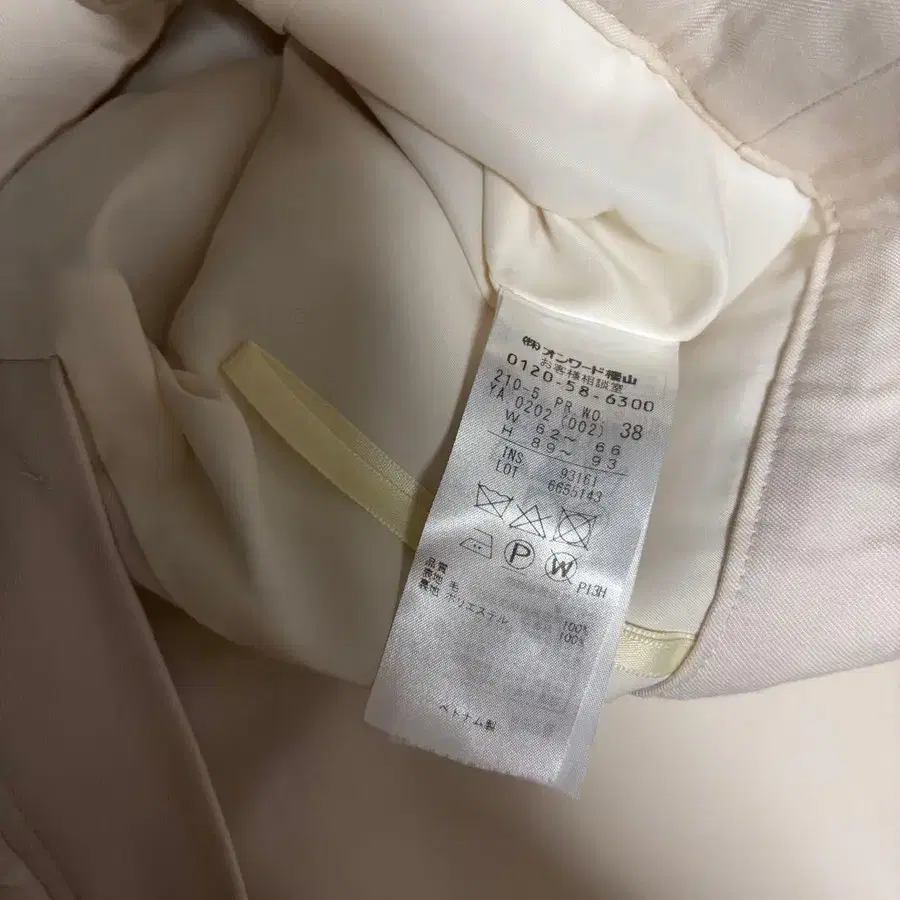 ㈱オンワード樫山
お客様相談室
0120-58-6300
210-5 PR.WO.
YA 0202 (002) 38
W 62~ 66
H 89~ 93
INS 93161
LOT 6655143
P W P13H
品質
表地 毛 100%
裏地 ポリエステル 100%
ベトナム製